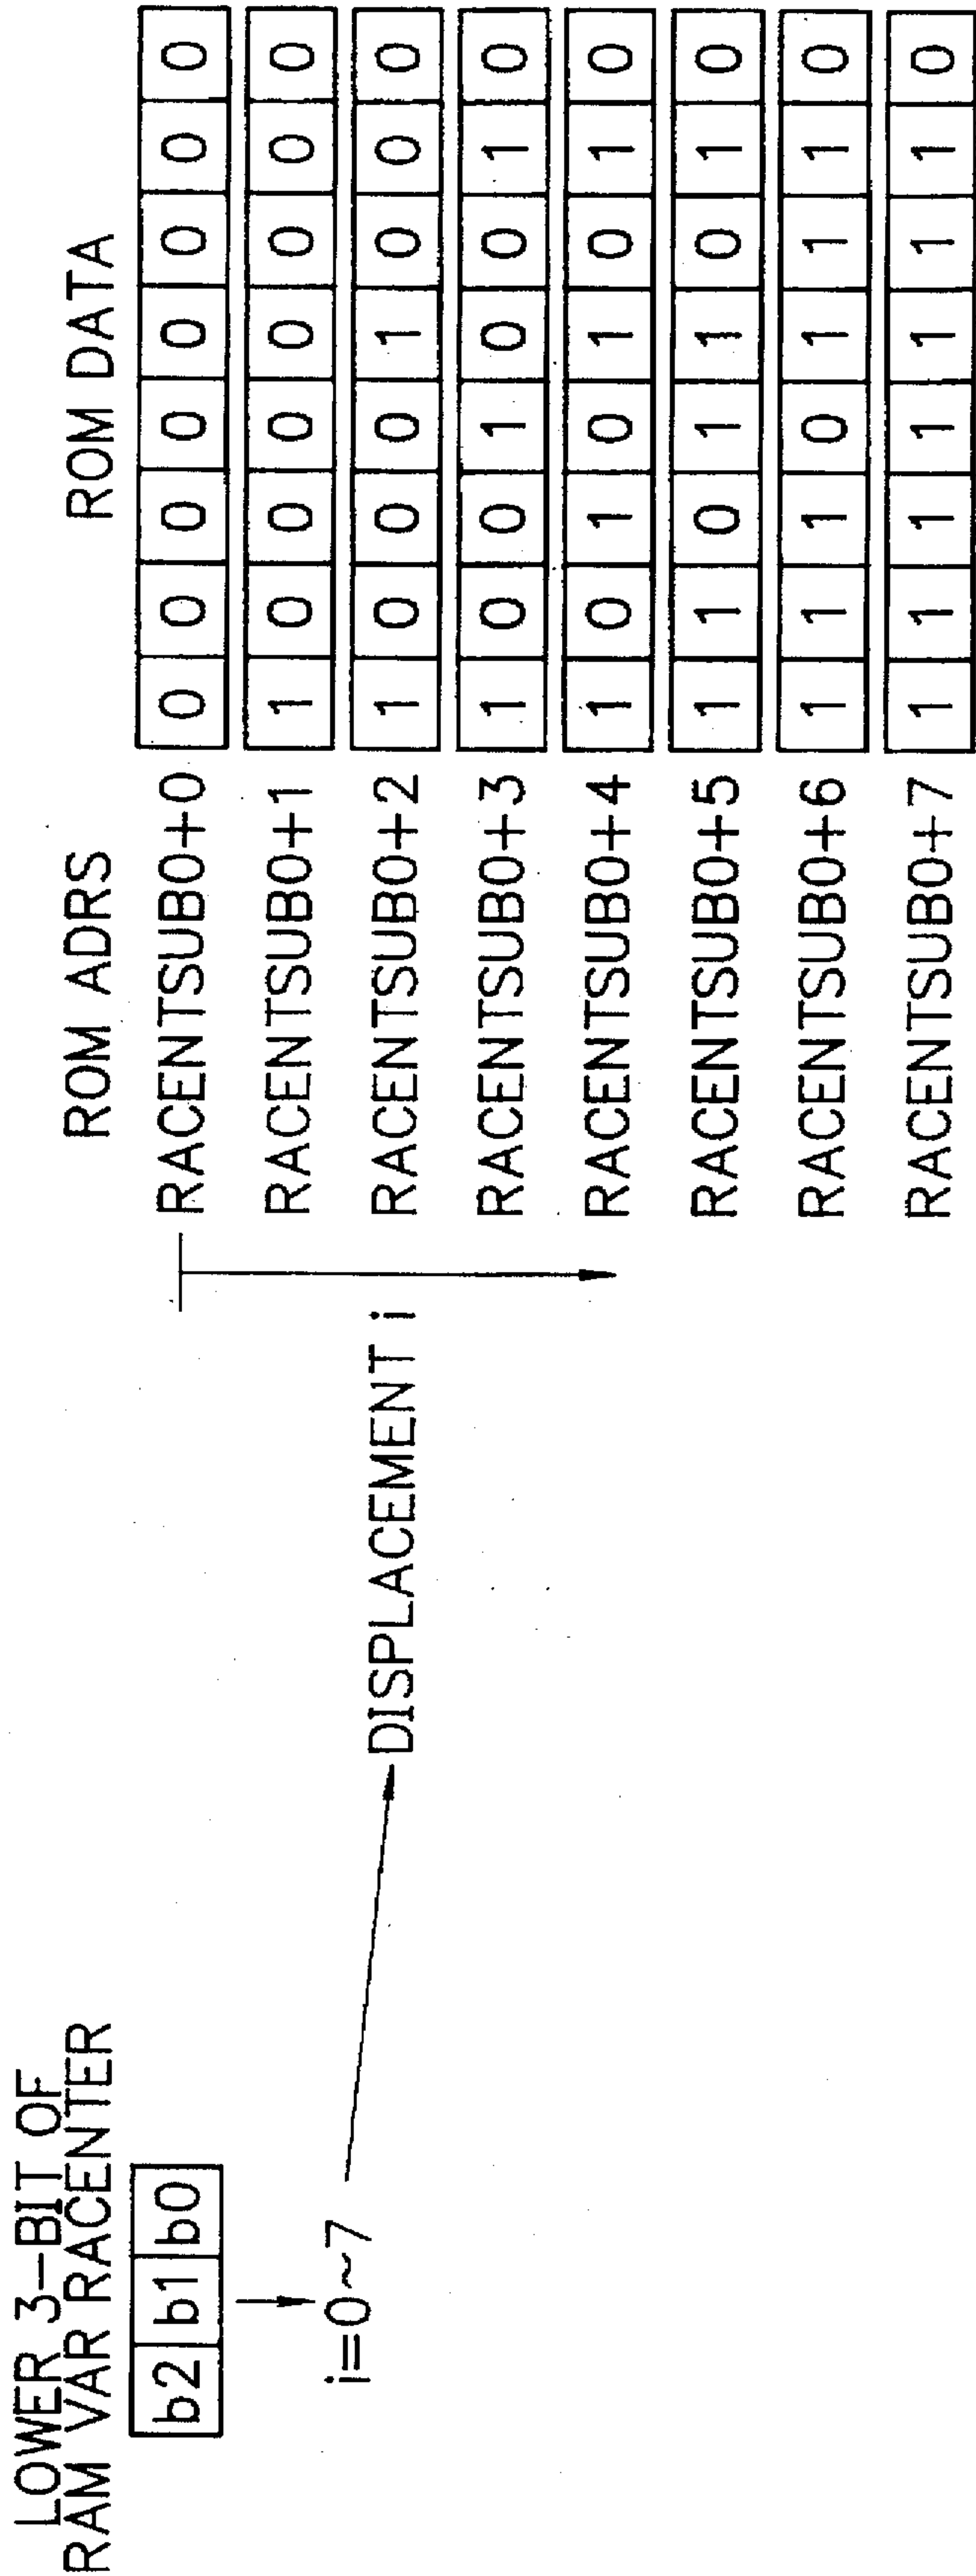 LOWER 3-BIT OF
RAM VAR RACENTER
b2 b1 b0
i=0~7
DISPLACEMENT i
ROM ADRS ROM DATA
RACENTSUB0+0 0 0 0 0 0 0 0 0
RACENTSUB0+1 1 0 0 0 0 0 0 0
RACENTSUB0+2 1 0 0 0 1 0 0 0
RACENTSUB0+3 1 0 0 1 0 0 1 0
RACENTSUB0+4 1 0 1 0 1 0 1 0
RACENTSUB0+5 1 1 0 1 1 0 1 0
RACENTSUB0+6 1 1 1 0 1 1 1 0
RACENTSUB0+7 1 1 1 1 1 1 1 0